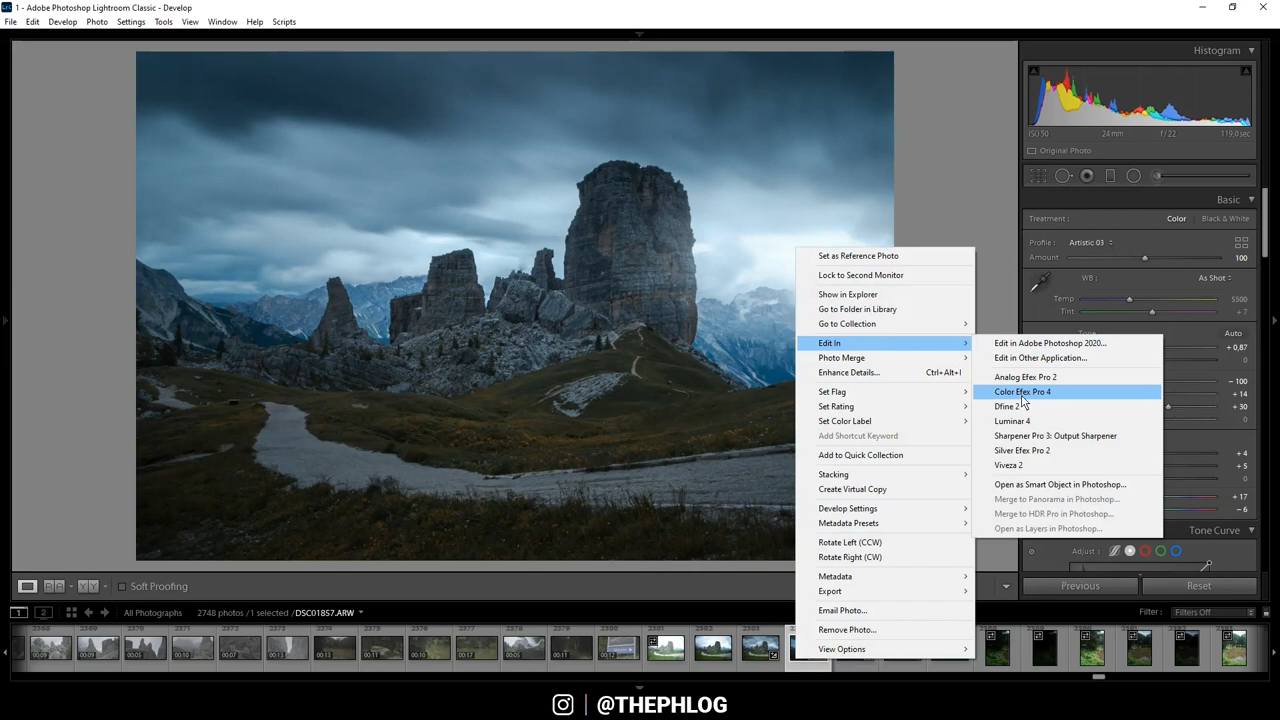 1 - Adobe Photoshop Lightroom Classic - Develop
File Edit Develop Photo Settings Tools View Window Help Scripts
Histogram
ISO 50 24 mm f / 22 119,0 sec
Original Photo
Basic
Treatment : Color Black & White
Profile : Artistic 03
Amount 100
WB : As Shot
Temp 5500
Tint + 7
Tone Auto
+ 0,87
0
- 100
+ 14
+ 30
0
+ 4
+ 5
0
+ 17
- 6
Tone Curve
Adjust :
Previous Reset
Set as Reference Photo
Lock to Second Monitor
Show in Explorer
Go to Folder in Library
Go to Collection
Edit In
Photo Merge
Enhance Details... Ctrl+Alt+I
Set Flag
Set Rating
Set Color Label
Add Shortcut Keyword
Add to Quick Collection
Stacking
Create Virtual Copy
Develop Settings
Metadata Presets
Rotate Left (CCW)
Rotate Right (CW)
Metadata
Export
Email Photo...
Remove Photo...
View Options
Edit in Adobe Photoshop 2020...
Edit in Other Application...
Analog Efex Pro 2
Color Efex Pro 4
Dfine 2
Luminar 4
Sharpener Pro 3: Output Sharpener
Silver Efex Pro 2
Viveza 2
Open as Smart Object in Photoshop...
Merge to Panorama in Photoshop...
Merge to HDR Pro in Photoshop...
Open as Layers in Photoshop...
Soft Proofing
1 2 All Photographs 2748 photos / 1 selected / DSC01857.ARW Filter : Filters Off
@THEPHLOG